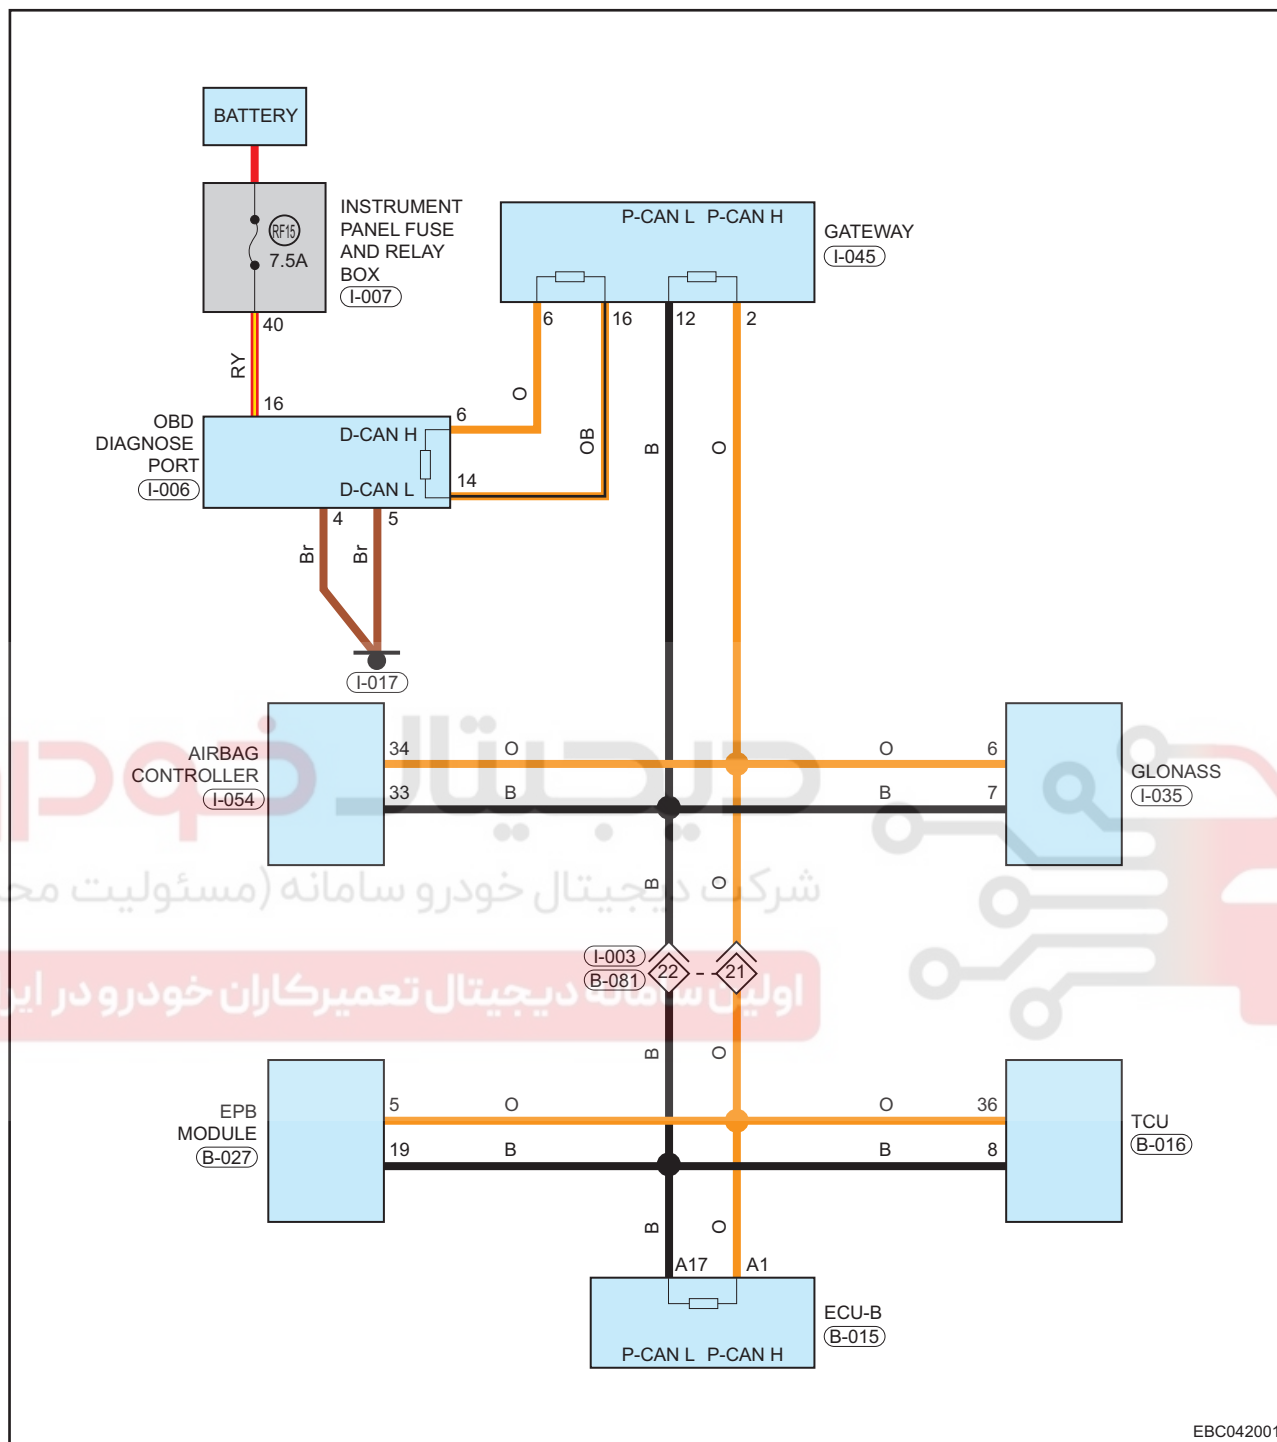 BATTERY
RF15
7.5A
INSTRUMENT
PANEL FUSE
AND RELAY
BOX
I-007
40
RY
16
P-CAN L P-CAN H
GATEWAY
I-045
6
16
12
2
O
OB
B
O
OBD
DIAGNOSE
PORT
I-006
D-CAN H
D-CAN L
6
14
4
5
Br
Br
I-017
AIRBAG
CONTROLLER
I-054
34
O
O
6
33
B
B
7
GLONASS
I-035
دیجیتال خودرو
شرکت دیجیتال خودرو سامانه (مسئولیت
اولین سامانه دیجیتال تعمیرکاران خودرو در
B
O
I-003
B-081
22
21
B
O
EPB
MODULE
B-027
5
O
O
36
19
B
B
8
TCU
B-016
B
O
A17
A1
ECU-B
B-015
P-CAN L P-CAN H
EBC042001